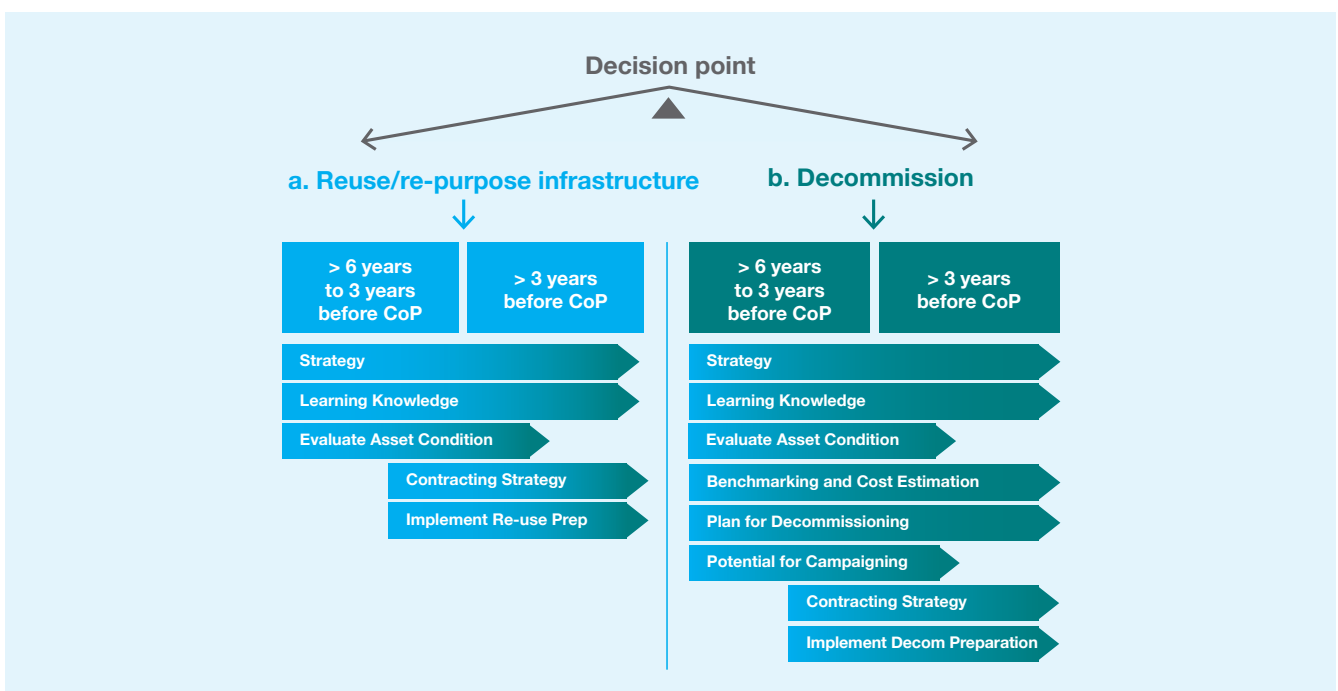 Decision point
a. Reuse/re-purpose infrastructure
b. Decommission
> 6 years
to 3 years
before CoP
> 3 years
before CoP
> 6 years
to 3 years
before CoP
> 3 years
before CoP
Strategy
Learning Knowledge
Evaluate Asset Condition
Contracting Strategy
Implement Re-use Prep
Strategy
Learning Knowledge
Evaluate Asset Condition
Benchmarking and Cost Estimation
Plan for Decommissioning
Potential for Campaigning
Contracting Strategy
Implement Decom Preparation